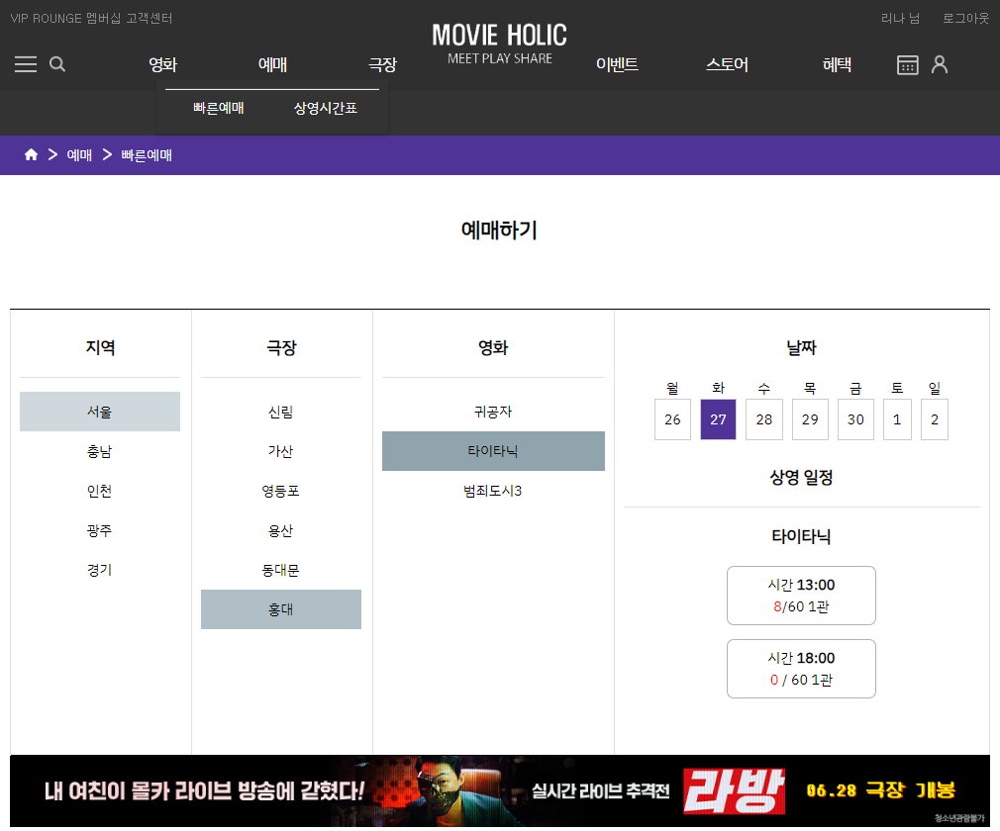 VIP ROUNGE 멤버십 고객센터
리나 님 로그아웃
MOVIE HOLIC
MEET PLAY SHARE
영화 예매 극장 이벤트 스토어 혜택
빠른예매 상영시간표
예매 빠른예매
예매하기
지역
서울
충남
인천
광주
경기
극장
신림
가산
영등포
용산
동대문
홍대
영화
귀공자
타이타닉
범죄도시3
날짜
월 화 수 목 금 토 일
26 27 28 29 30 1 2
상영 일정
타이타닉
시간 13:00
8/60 1관
시간 18:00
0 / 60 1관
내 여친이 몰카 라이브 방송에 갇혔다!
실시간 라이브 추격전
라방
06.28 극장 개봉
청소년관람불가